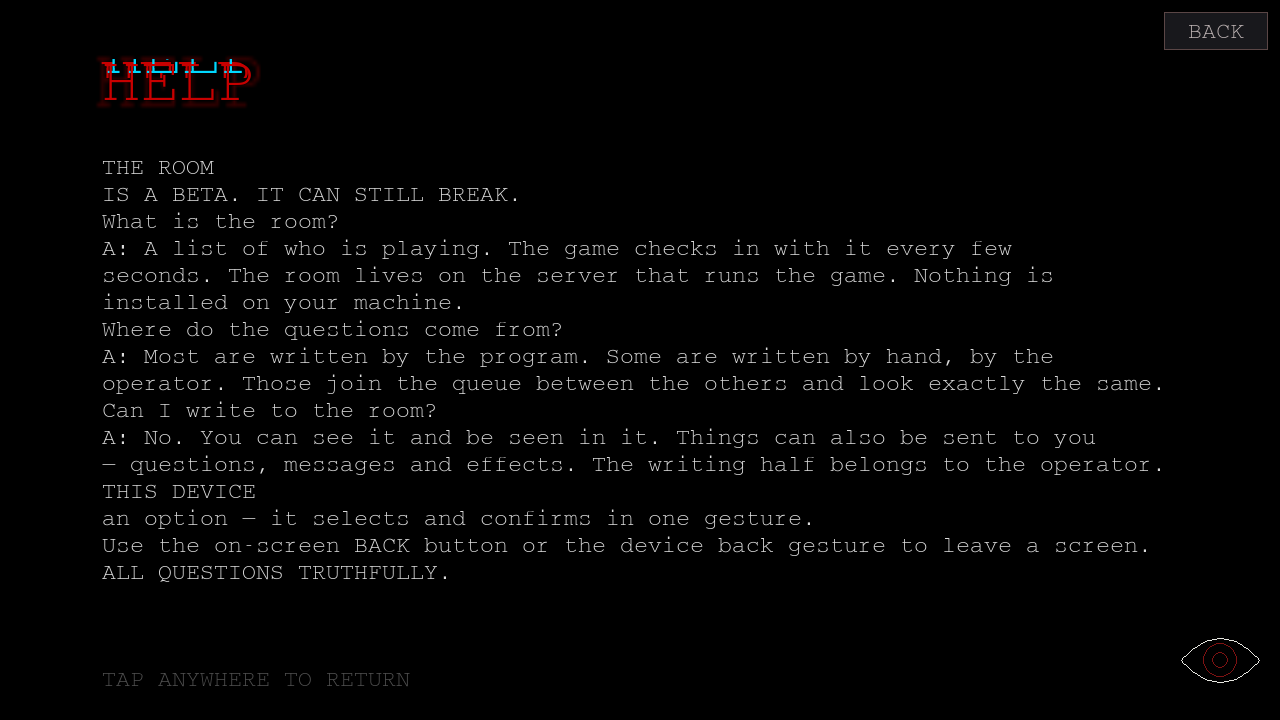 BACK
HELP
THE ROOM
IS A BETA. IT CAN STILL BREAK.
What is the room?
A: A list of who is playing. The game checks in with it every few
seconds. The room lives on the server that runs the game. Nothing is
installed on your machine.
Where do the questions come from?
A: Most are written by the program. Some are written by hand, by the
operator. Those join the queue between the others and look exactly the same.
Can I write to the room?
A: No. You can see it and be seen in it. Things can also be sent to you
— questions, messages and effects. The writing half belongs to the operator.
THIS DEVICE
an option — it selects and confirms in one gesture.
Use the on-screen BACK button or the device back gesture to leave a screen.
ALL QUESTIONS TRUTHFULLY.
TAP ANYWHERE TO RETURN